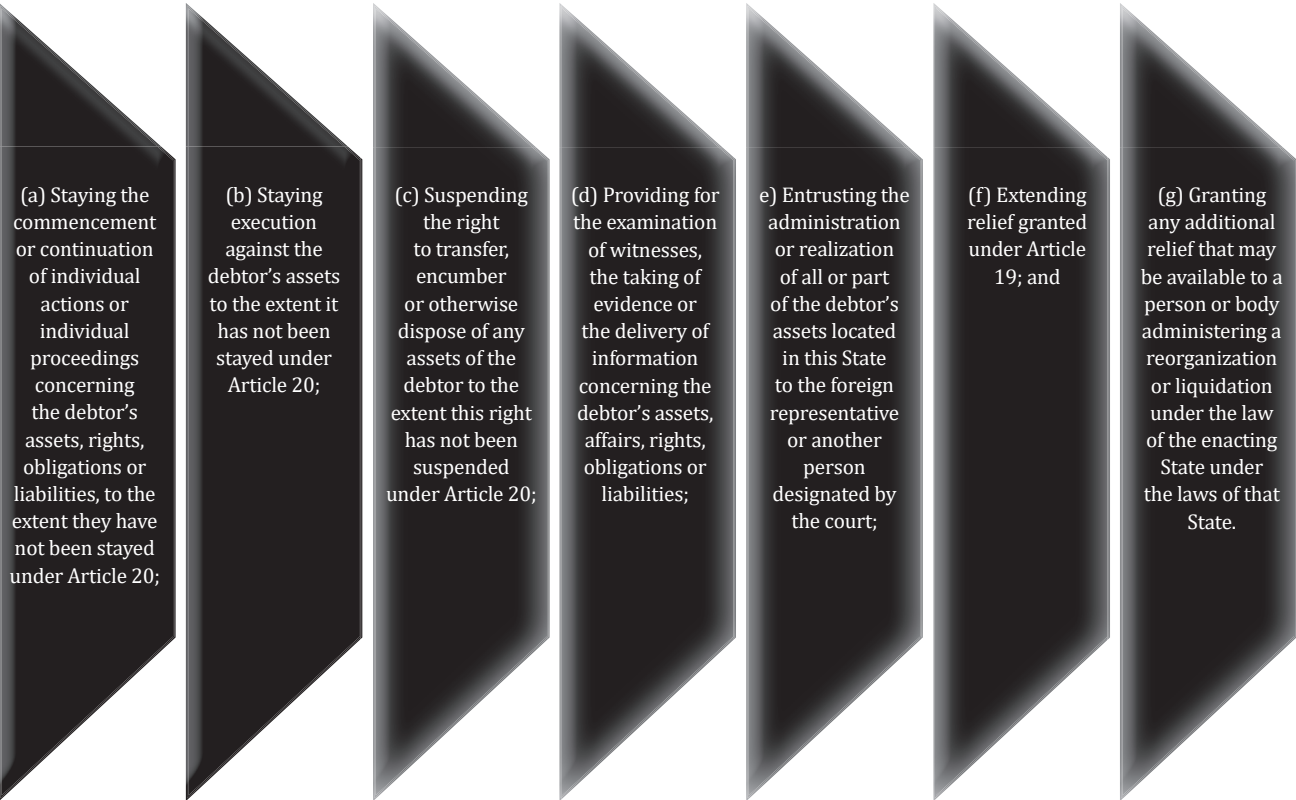 (a) Staying the
commencement
or continuation
of individual
actions or
individual
proceedings
concerning
the debtor’s
assets, rights,
obligations or
liabilities, to the
extent they have
not been stayed
under Article 20;
(b) Staying
execution
against the
debtor’s assets
to the extent it
has not been
stayed under
Article 20;
(c) Suspending
the right
to transfer,
encumber
or otherwise
dispose of any
assets of the
debtor to the
extent this right
has not been
suspended
under Article 20;
(d) Providing for
the examination
of witnesses,
the taking of
evidence or
the delivery of
information
concerning the
debtor’s assets,
affairs, rights,
obligations or
liabilities;
e) Entrusting the
administration
or realization
of all or part
of the debtor’s
assets located
in this State
to the foreign
representative
or another
person
designated by
the court;
(f) Extending
relief granted
under Article
19; and
(g) Granting
any additional
relief that may
be available to a
person or body
administering a
reorganization
or liquidation
under the law
of the enacting
State under
the laws of that
State.